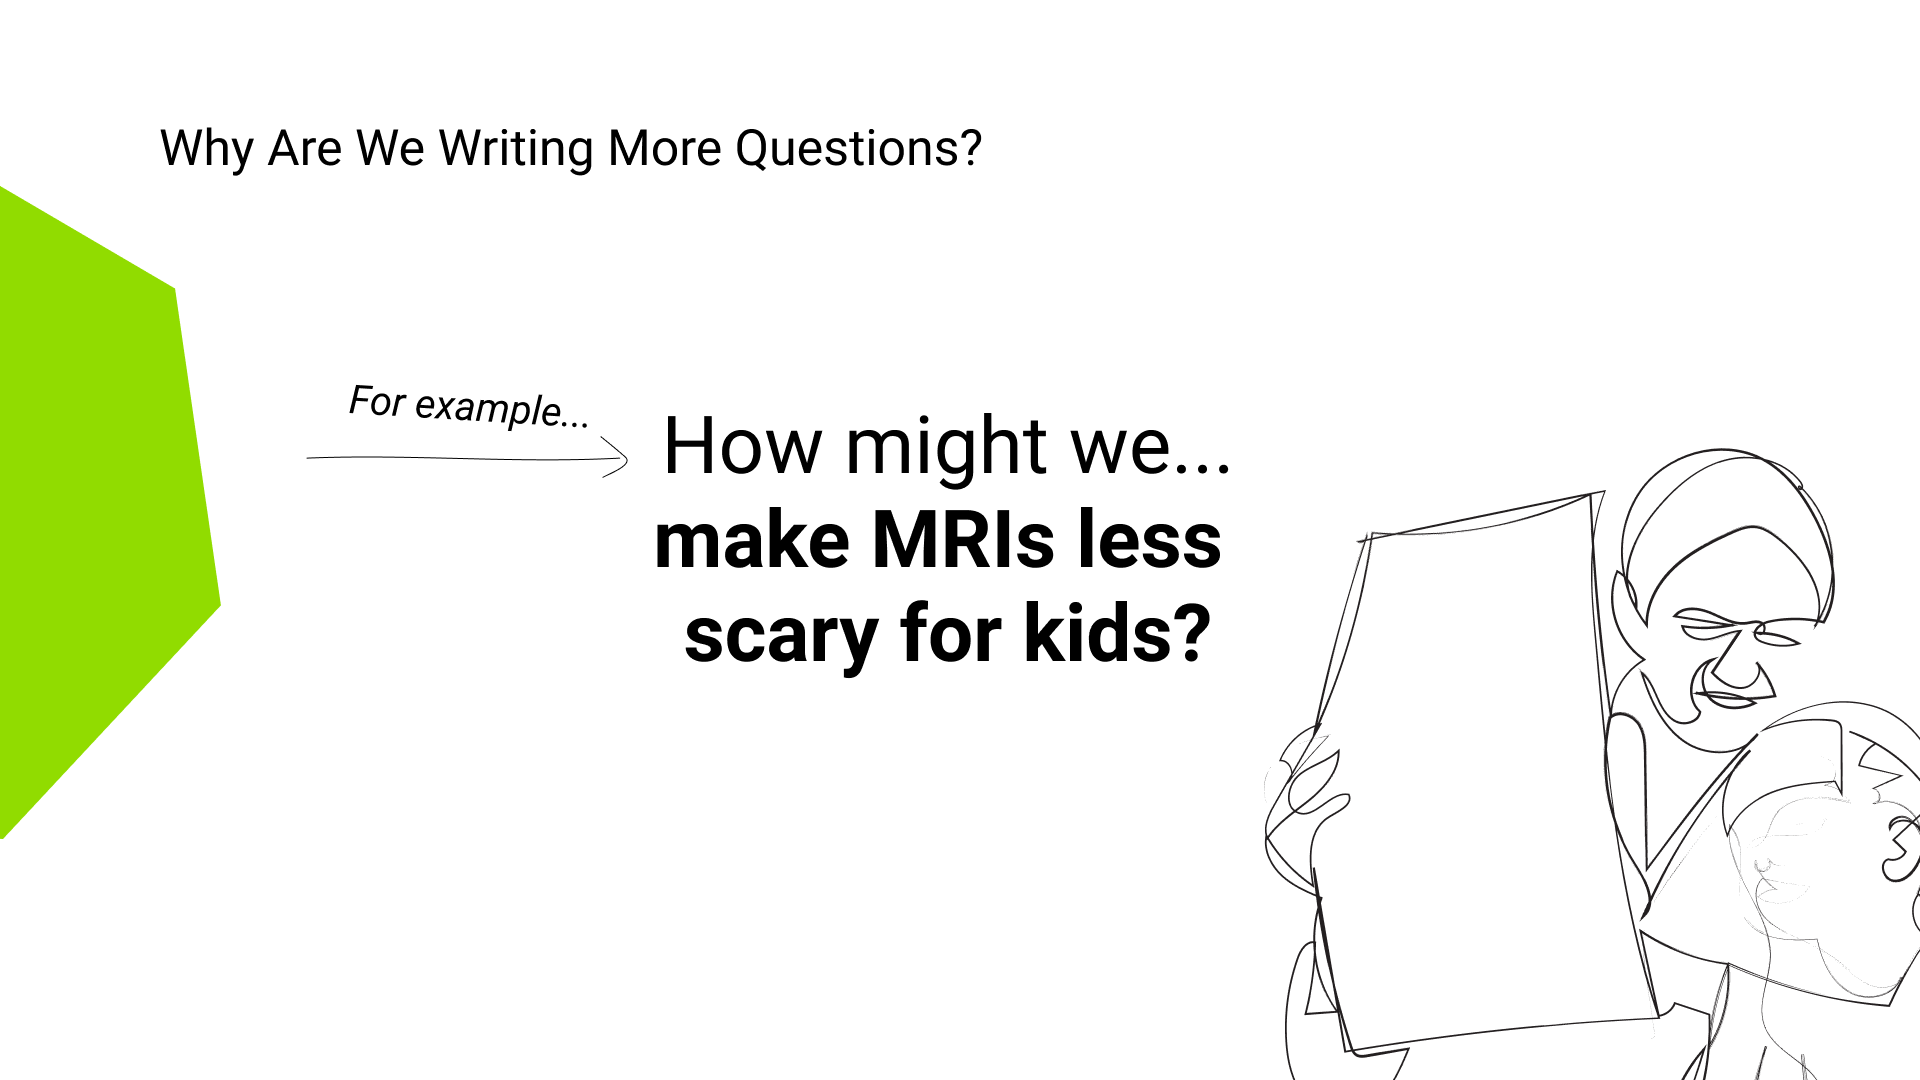 Why Are We Writing More Questions?
For example...
How might we...
make MRIs less
scary for kids?